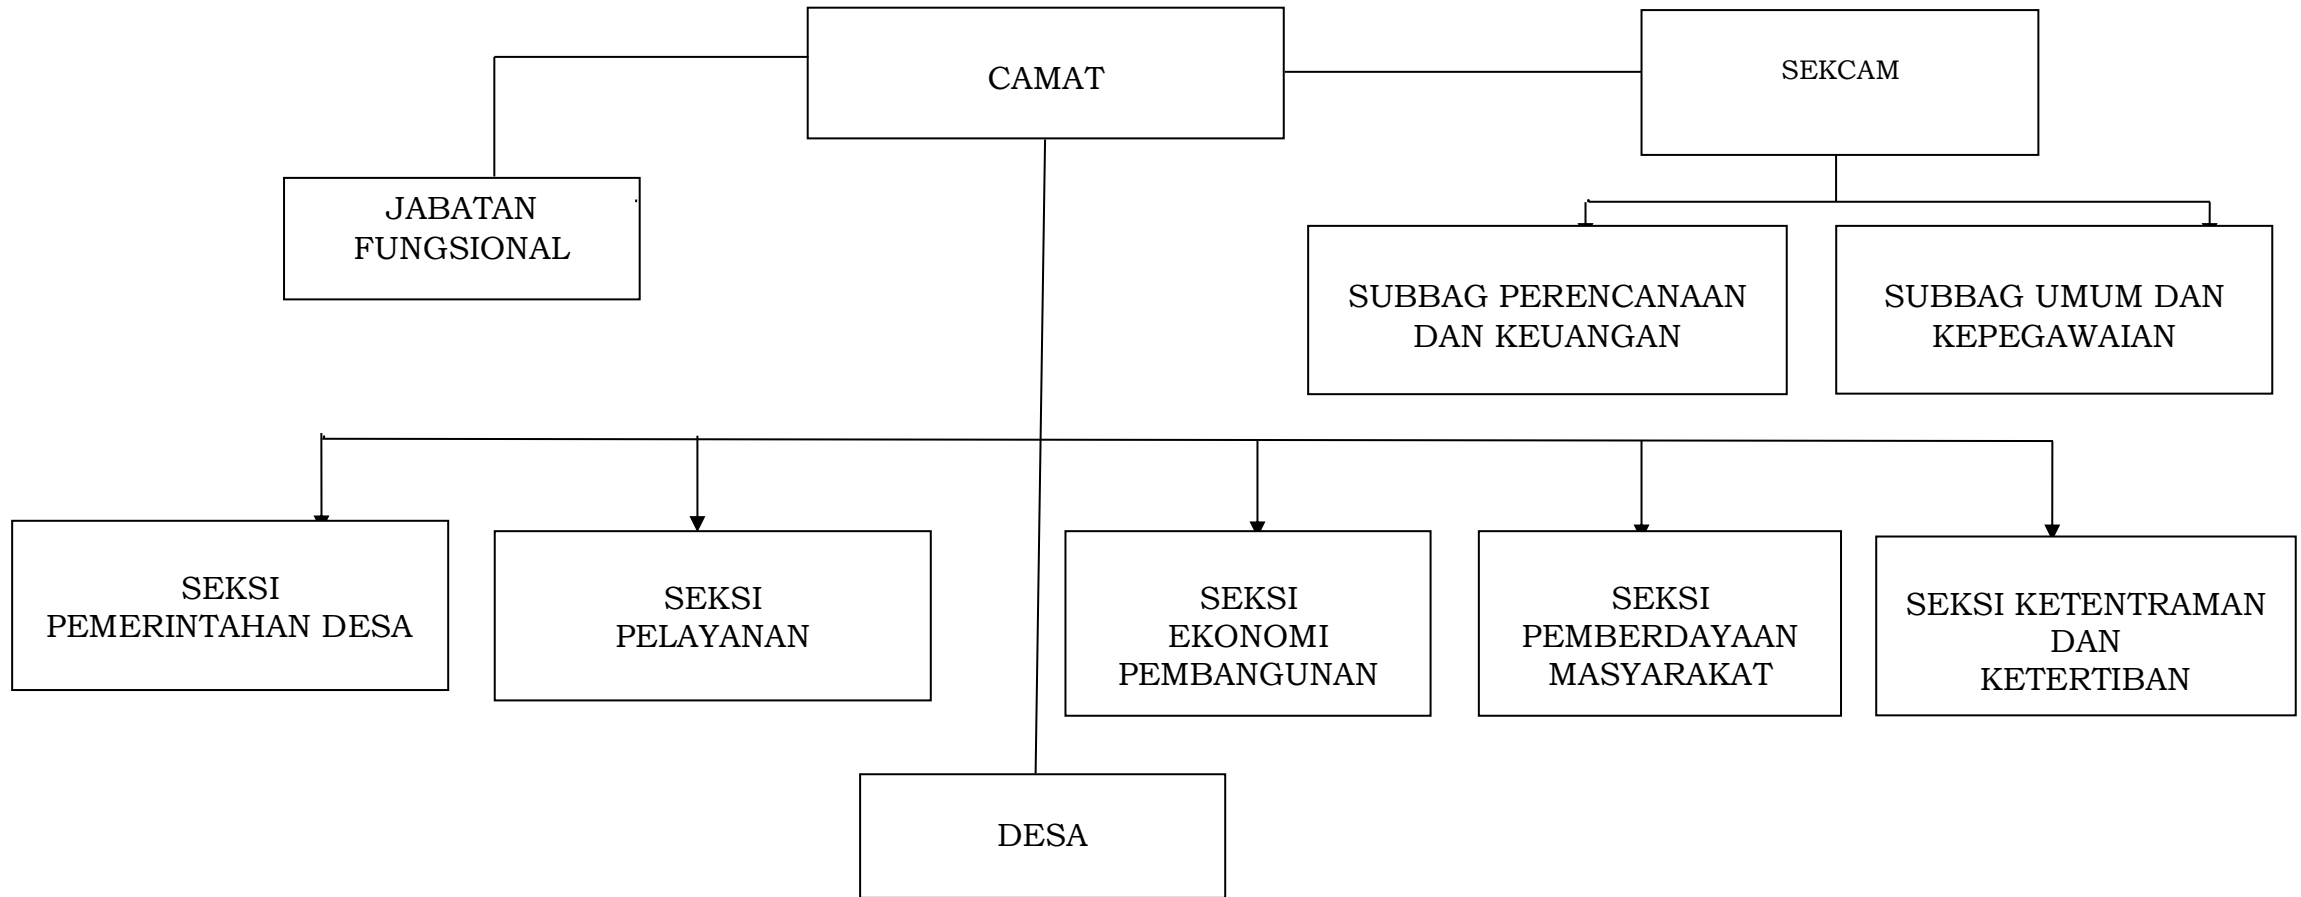 CAMAT
SEKCAM
JABATAN
FUNGSIONAL
SUBBAG PERENCANAAN
DAN KEUANGAN
SUBBAG UMUM DAN
KEPEGAWAIAN
SEKSI
PEMERINTAHAN DESA
SEKSI
PELAYANAN
SEKSI
EKONOMI
PEMBANGUNAN
SEKSI
PEMBERDAYAAN
MASYARAKAT
SEKSI KETENTRAMAN
DAN
KETERTIBAN
DESA